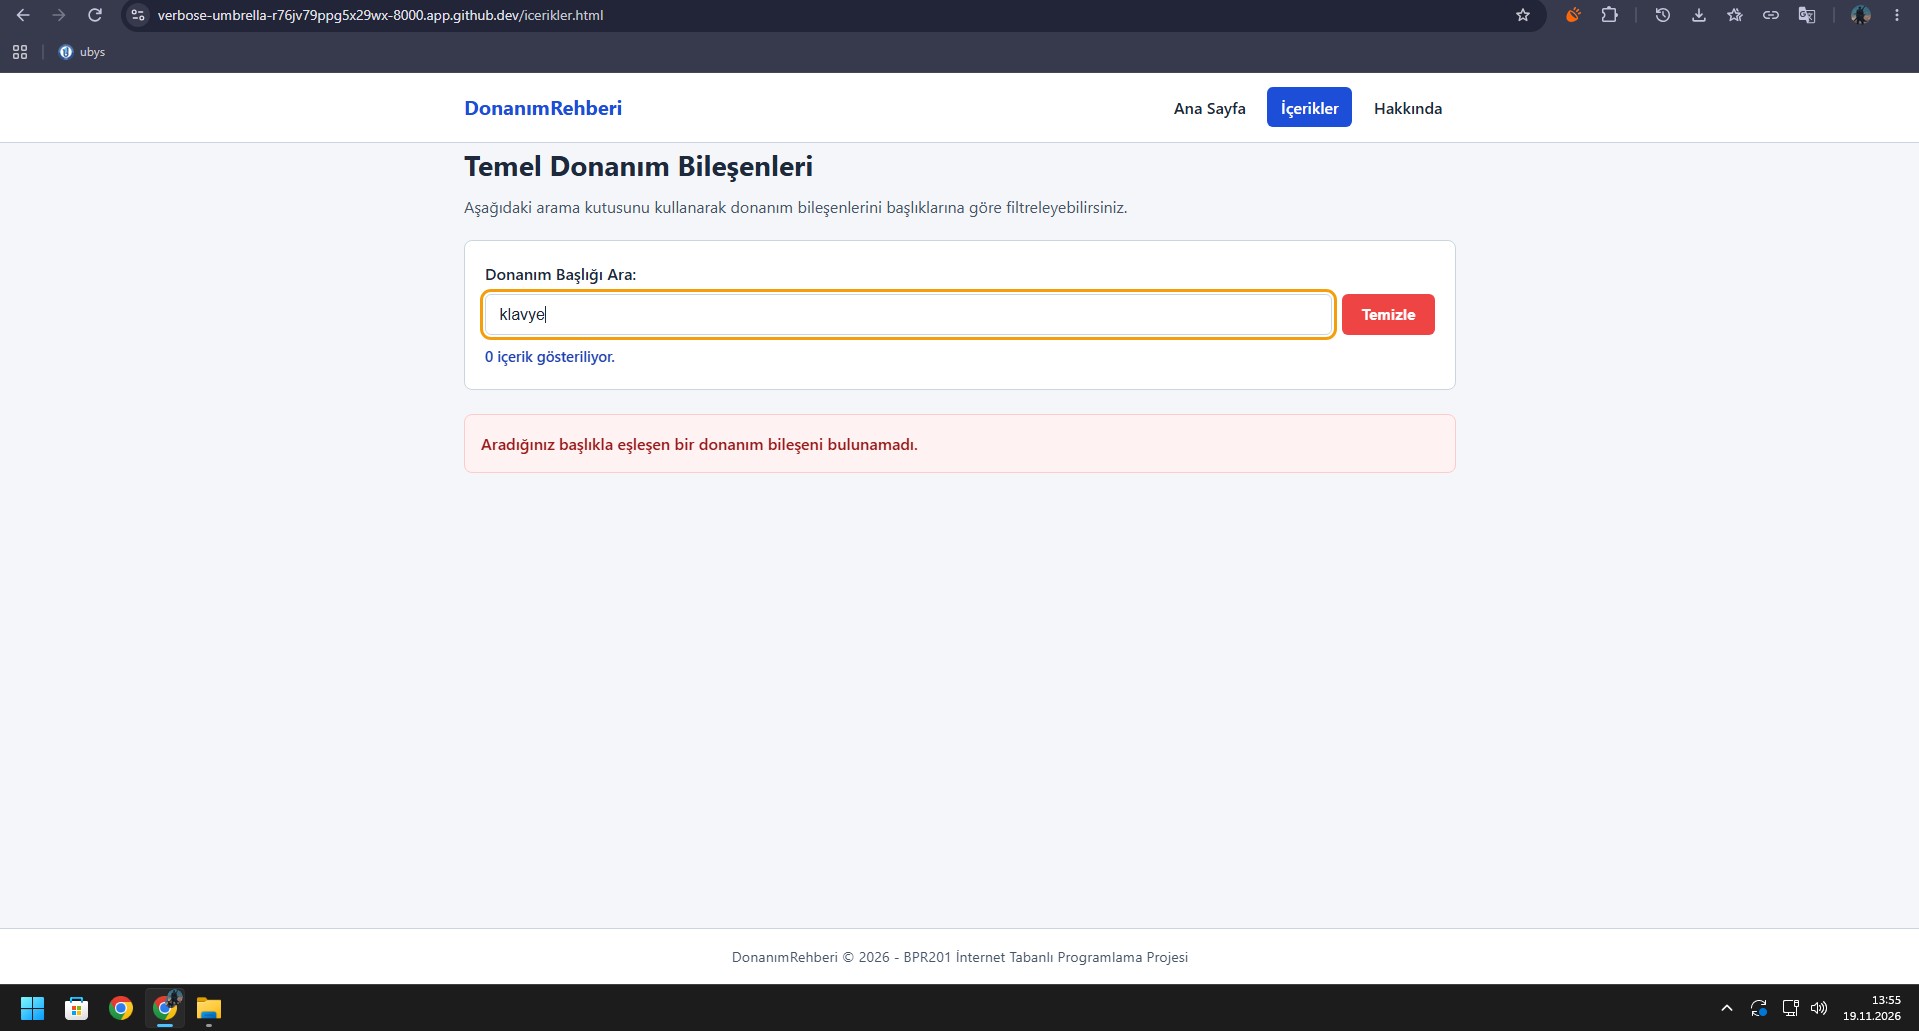 verbose-umbrella-r76jv79ppg5x29wx-8000.app.github.dev/icerikler.html
ubys
DonanımRehberi
Ana Sayfa
İçerikler
Hakkında
Temel Donanım Bileşenleri
Aşağıdaki arama kutusunu kullanarak donanım bileşenlerini başlıklarına göre filtreleyebilirsiniz.
Donanım Başlığı Ara:
klavye
Temizle
0 içerik gösteriliyor.
Aradığınız başlıkla eşleşen bir donanım bileşeni bulunamadı.
DonanımRehberi © 2026 - BPR201 İnternet Tabanlı Programlama Projesi
13:55
19.11.2026